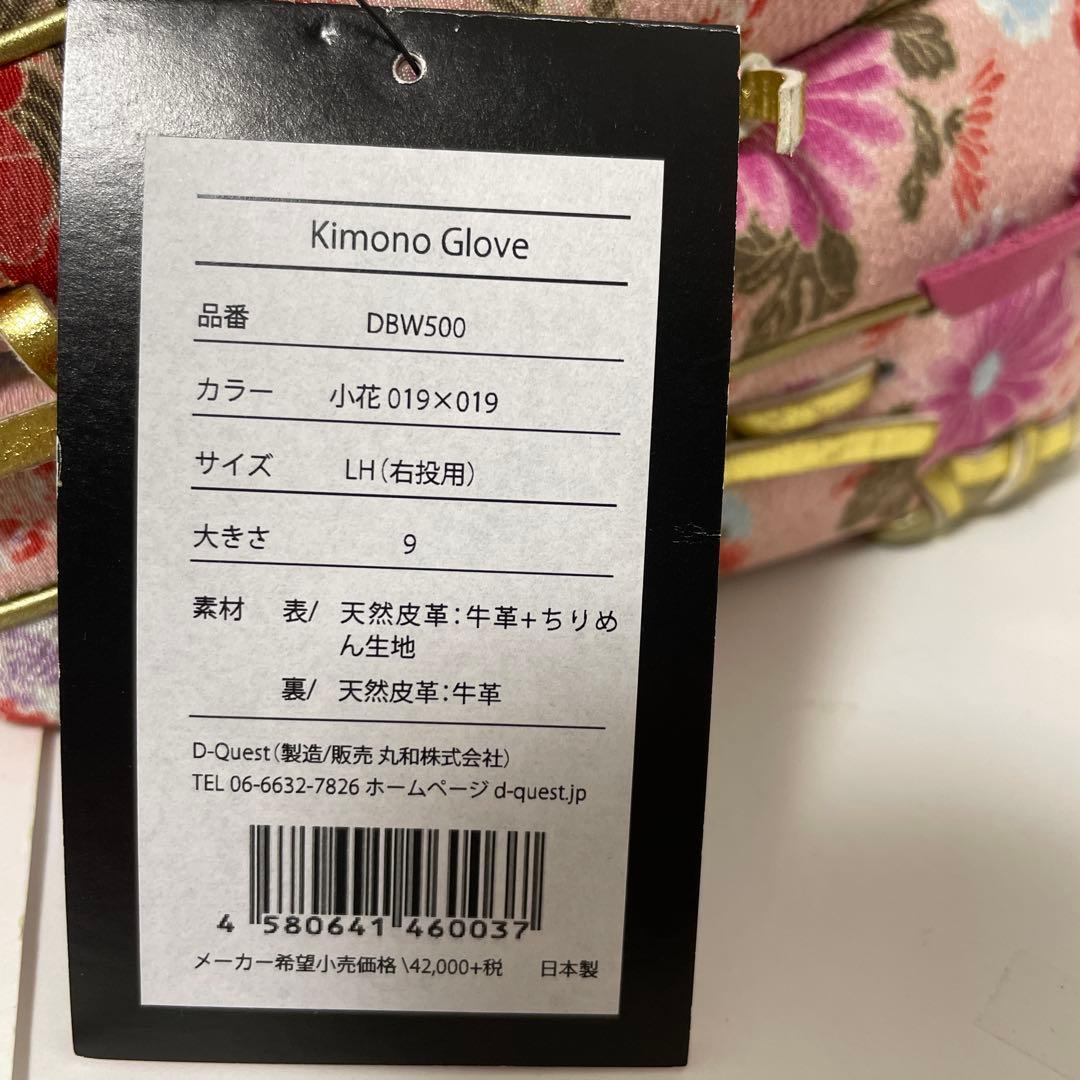 Kimono Glove
品番 DBW500
カラー 小花 019×019
サイズ LH(右投用)
大きさ 9
素材 表/ 天然皮革:牛革+ちりめ
ん生地
裏/ 天然皮革:牛革
D-Quest(製造/販売 丸和株式会社)
TEL 06-6632-7826 ホームページ d-quest.jp
4 580641 460037
メーカー希望小売価格 \42,000+税 日本製